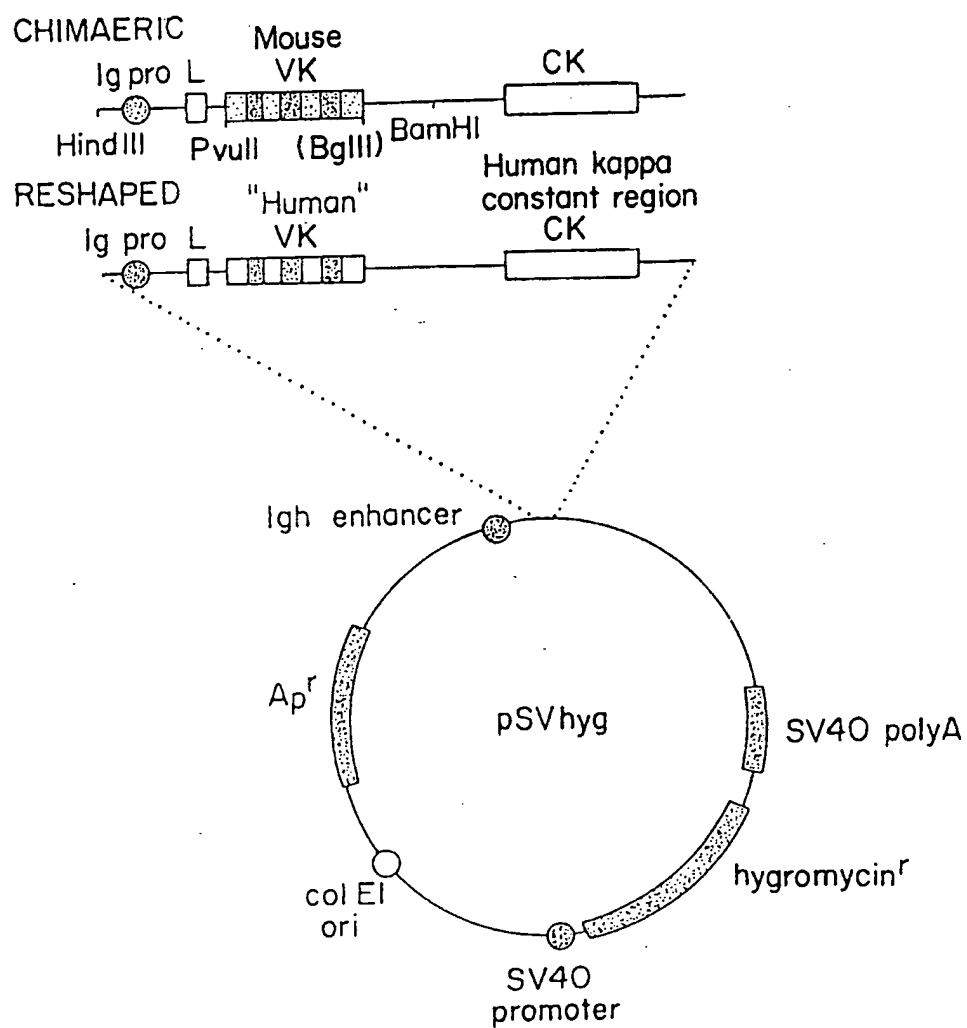 CHIMAERIC
Mouse
Ig pro L VK CK
HindIII PvuII (BglII) BamHI
RESHAPED "Human" Human kappa
constant region
Ig pro L VK CK
Igh enhancer
Ap^r
pSVhyg
SV40 polyA
hygromycin^r
col EI
ori
SV40
promoter